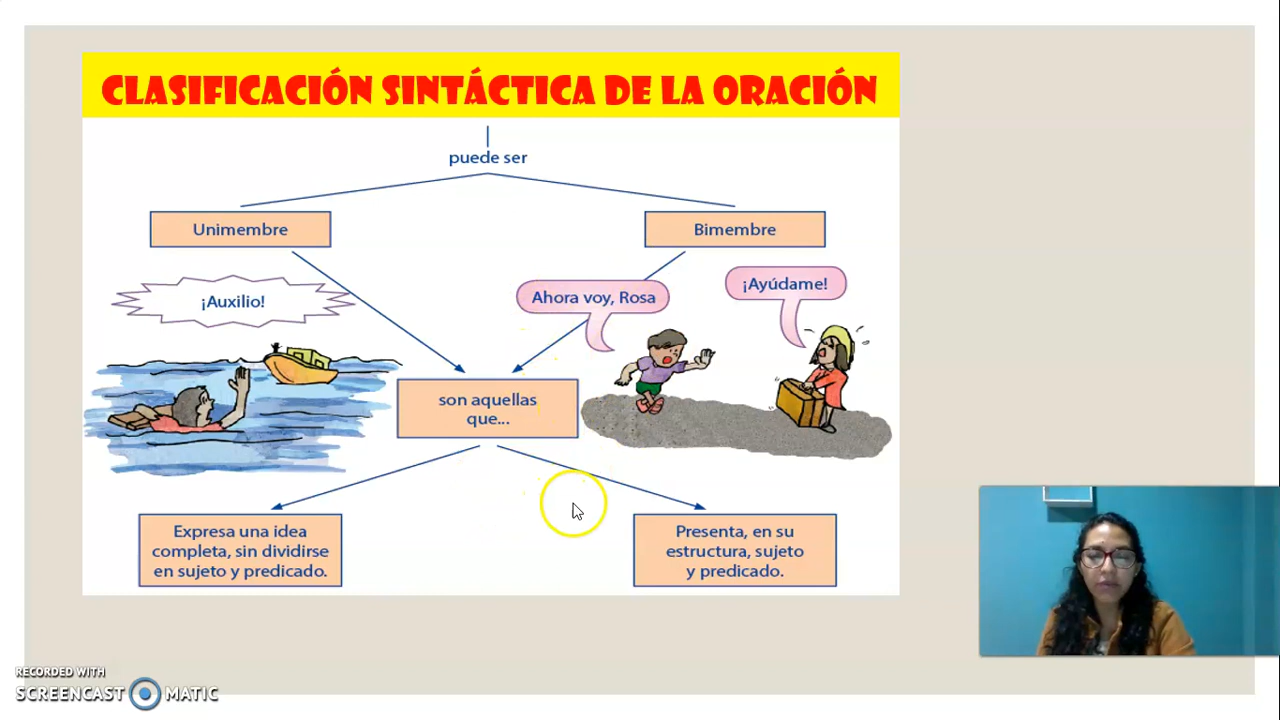 CLASIFICACIÓN SINTÁCTICA DE LA ORACIÓN
puede ser
Unimembre
Bimembre
¡Auxilio!
Ahora voy, Rosa
¡Ayúdame!
son aquellas
que...
Expresa una idea
completa, sin dividirse
en sujeto y predicado.
Presenta, en su
estructura, sujeto
y predicado.
RECORDED WITH
SCREENCAST MATIC